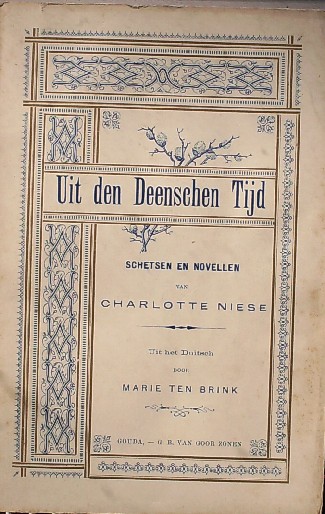 Uit den Deenschen Tijd
SCHETSEN EN NOVELLEN
VAN
CHARLOTTE NIESE
Uit het Duitsch
DOOR
MARIE TEN BRINK
GOUDA, — G. B. VAN GOOR ZONEN